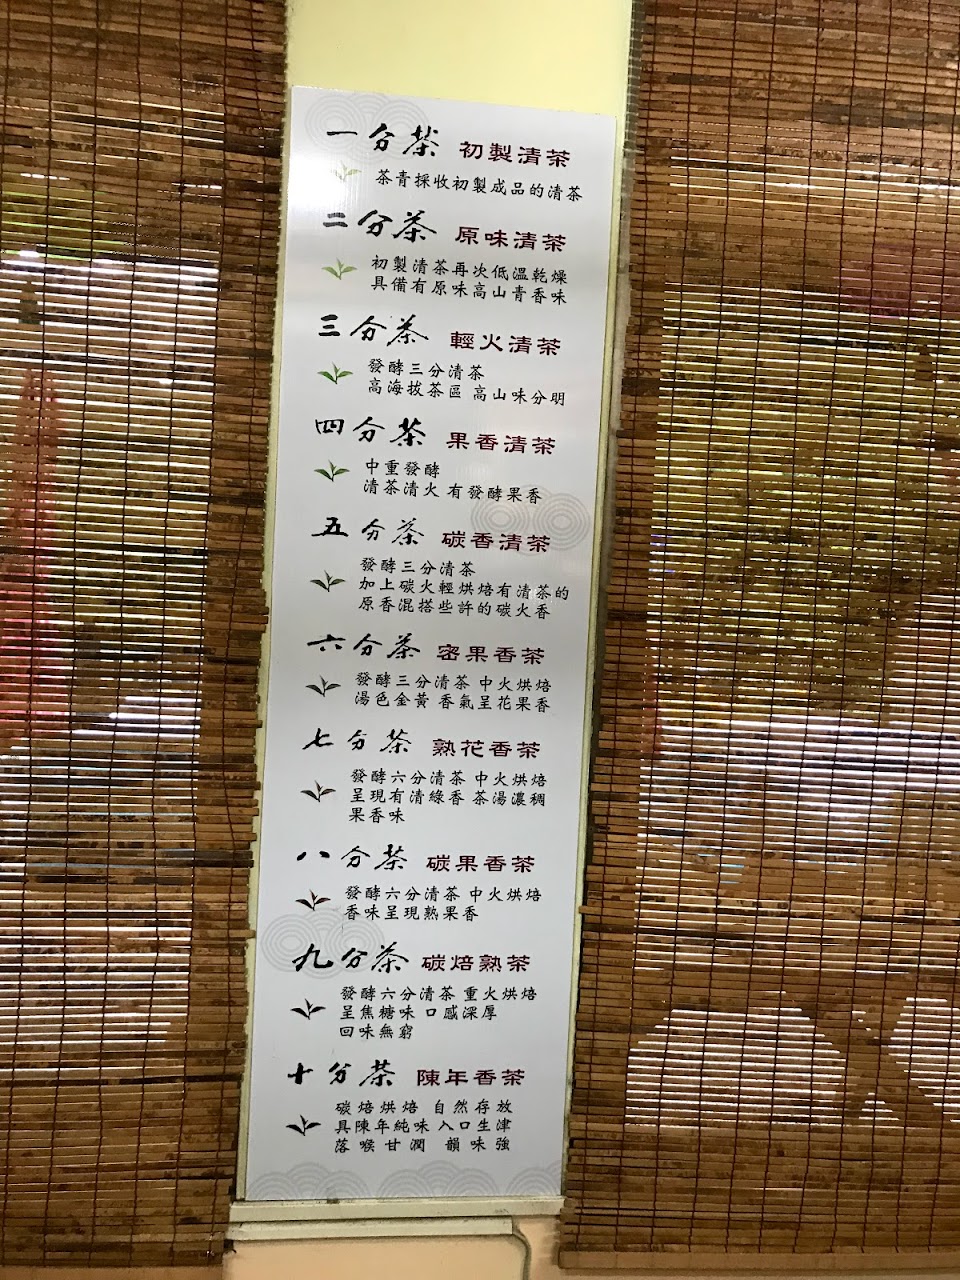 一分茶 初製清茶
茶青採收初製成品的清茶
二分茶 原味清茶
初製清茶再次低溫乾燥
具備有原味高山青香味
三分茶 輕火清茶
發酵三分清茶
高海拔茶區 高山味分明
四分茶 果香清茶
中重發酵
清茶清火 有發酵果香
五分茶 碳香清茶
發酵三分清茶
加上碳火輕烘焙有清茶的
原香混搭些許的碳火香
六分茶 密果香茶
發酵三分清茶 中火烘焙
湯色金黃 香氣呈花果香
七分茶 熟花香茶
發酵六分清茶 中火烘焙
呈現有清綠香 茶湯濃稠
果香味
八分茶 碳果香茶
發酵六分清茶 中火烘焙
香味呈現熟果香
九分茶 碳焙熟茶
發酵六分清茶 重火烘焙
呈焦糖味 口感深厚
回味無窮
十分茶 陳年香茶
碳焙烘焙 自然存放
具陳年純味 入口生津
落喉甘潤 韻味強